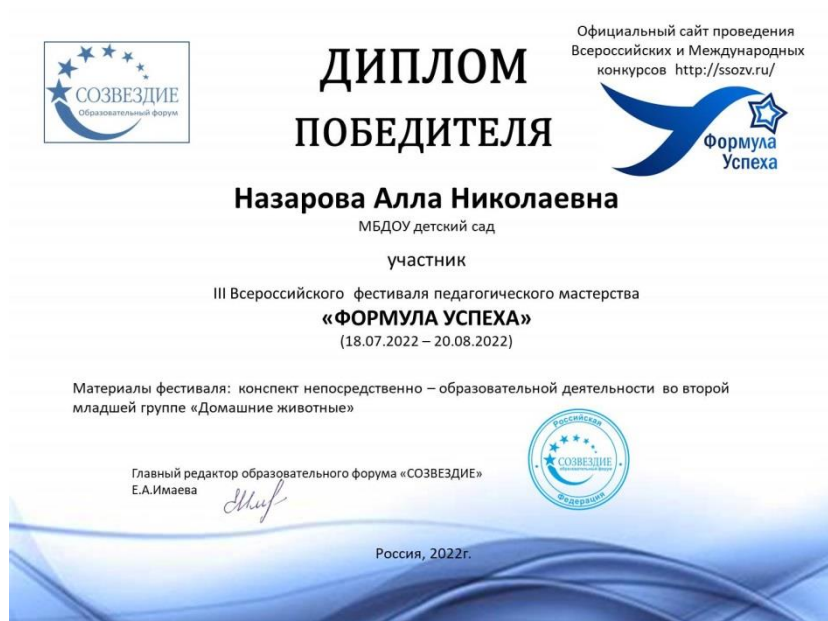 СОЗВЕЗДИЕ
Образовательный форум
ДИПЛОМ
ПОБЕДИТЕЛЯ
Официальный сайт проведения
Всероссийских и Международных
конкурсов http://ssozv.ru/
Формула
Успеха
Назарова Алла Николаевна
МБДОУ детский сад
участник
III Всероссийского фестиваля педагогического мастерства
«ФОРМУЛА УСПЕХА»
(18.07.2022 – 20.08.2022)
Материалы фестиваля: конспект непосредственно – образовательной деятельности во второй
младшей группе «Домашние животные»
Главный редактор образовательного форума «СОЗВЕЗДИЕ»
Е.А.Имаева
Российская
СОЗВЕЗДИЕ
Федерация
Россия, 2022г.